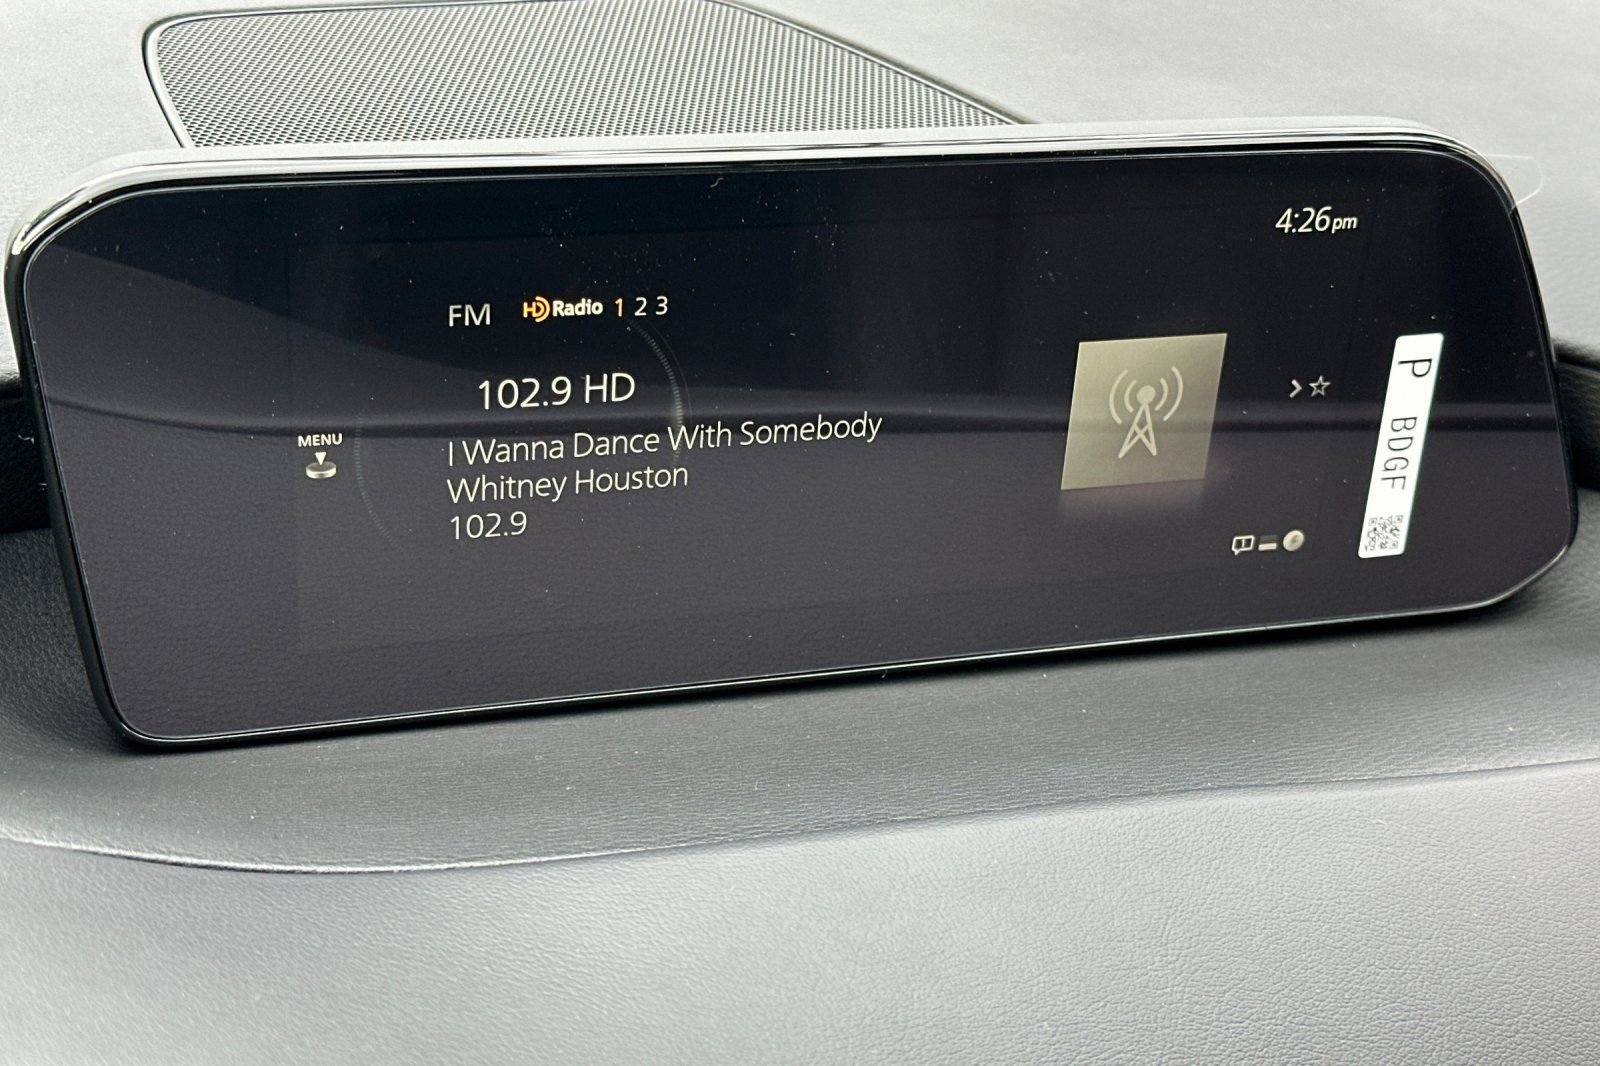 4:26pm
FM HD Radio 1 2 3
102.9 HD
MENU
I Wanna Dance With Somebody
Whitney Houston
102.9
P BDGF